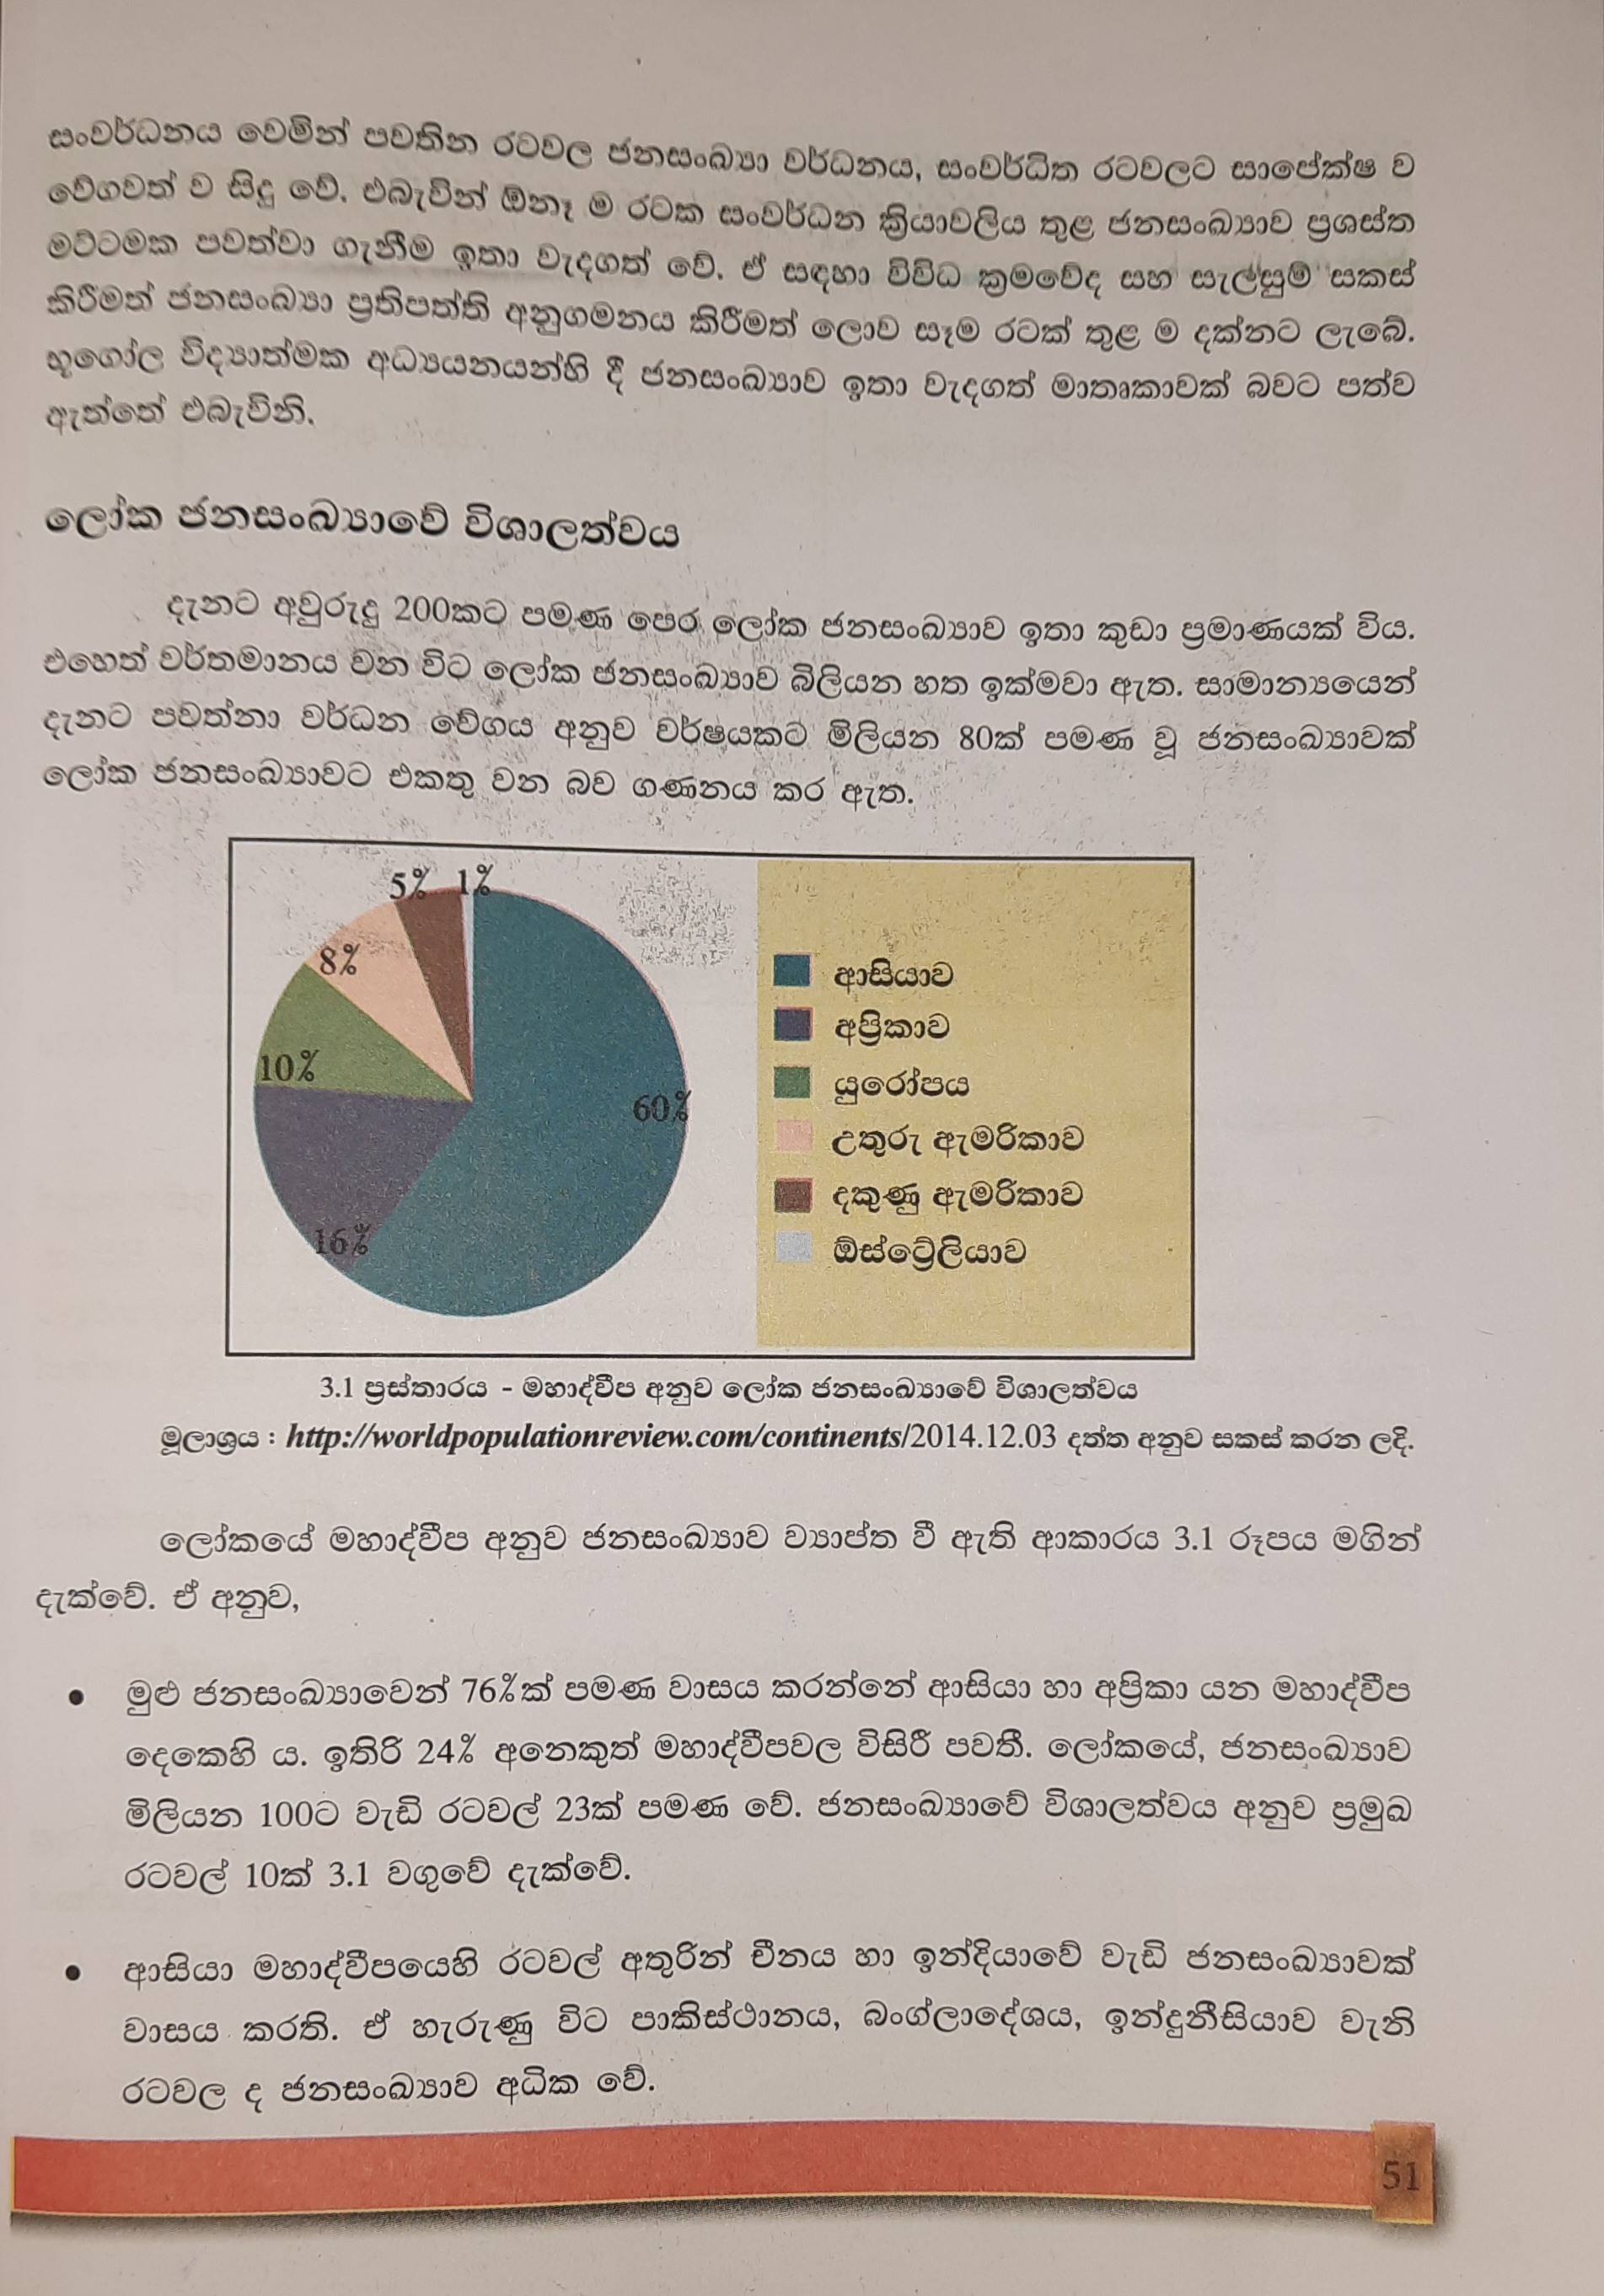 සංවර්ධනය වෙමින් පවතින රටවල ජනසංඛ්‍යා වර්ධනය, සංවර්ධිත රටවලට සාපේක්ෂ ව
වේගවත් ව සිදු වේ. එබැවින් ඕනෑ ම රටක සංවර්ධන ක්‍රියාවලිය තුළ ජනසංඛ්‍යාව ප්‍රශස්ත
මට්ටමක පවත්වා ගැනීම ඉතා වැදගත් වේ. ඒ සඳහා විවිධ ක්‍රමවේද සහ සැලසුම් සකස්
කිරීමත් ජනසංඛ්‍යා ප්‍රතිපත්ති අනුගමනය කිරීමත් ලොව සෑම රටක් තුළ ම දක්නට ලැබේ.
භූගෝල විද්‍යාත්මක අධ්‍යයනයන්හි දී ජනසංඛ්‍යාව ඉතා වැදගත් මාතෘකාවක් බවට පත්ව
ඇත්තේ එබැවිනි.
ලෝක ජනසංඛ්‍යාවේ විශාලත්වය
දැනට අවුරුදු 200කට පමණ පෙර ලෝක ජනසංඛ්‍යාව ඉතා කුඩා ප්‍රමාණයක් විය.
එහෙත් වර්තමානය වන විට ලෝක ජනසංඛ්‍යාව බිලියන හත ඉක්මවා ඇත. සාමාන්‍යයෙන්
දැනට පවත්නා වර්ධන වේගය අනුව වර්ෂයකට මිලියන 80ක් පමණ වූ ජනසංඛ්‍යාවක්
ලෝක ජනසංඛ්‍යාවට එකතු වන බව ගණනය කර ඇත.
5% 1%
8%
10%
60%
16%
ආසියාව
අප්‍රිකාව
යුරෝපය
උතුරු ඇමරිකාව
දකුණු ඇමරිකාව
ඕස්ට්‍රේලියාව
3.1 ප්‍රස්තාරය - මහාද්වීප අනුව ලෝක ජනසංඛ්‍යාවේ විශාලත්වය
මූලාශ්‍රය : http://worldpopulationreview.com/continents/2014.12.03 දත්ත අනුව සකස් කරන ලදි.
ලෝකයේ මහාද්වීප අනුව ජනසංඛ්‍යාව ව්‍යාප්ත වී ඇති ආකාරය 3.1 රූපය මගින්
දැක්වේ. ඒ අනුව,
• මුළු ජනසංඛ්‍යාවෙන් 76%ක් පමණ වාසය කරන්නේ ආසියා හා අප්‍රිකා යන මහාද්වීප
දෙකෙහි ය. ඉතිරි 24% අනෙකුත් මහාද්වීපවල විසිරී පවතී. ලෝකයේ, ජනසංඛ්‍යාව
මිලියන 100ට වැඩි රටවල් 23ක් පමණ වේ. ජනසංඛ්‍යාවේ විශාලත්වය අනුව ප්‍රමුඛ
රටවල් 10ක් 3.1 වගුවේ දැක්වේ.
• ආසියා මහාද්වීපයෙහි රටවල් අතුරින් චීනය හා ඉන්දියාවේ වැඩි ජනසංඛ්‍යාවක්
වාසය කරති. ඒ හැරුණු විට පාකිස්ථානය, බංග්ලාදේශය, ඉන්දුනීසියාව වැනි
රටවල ද ජනසංඛ්‍යාව අධික වේ.
51